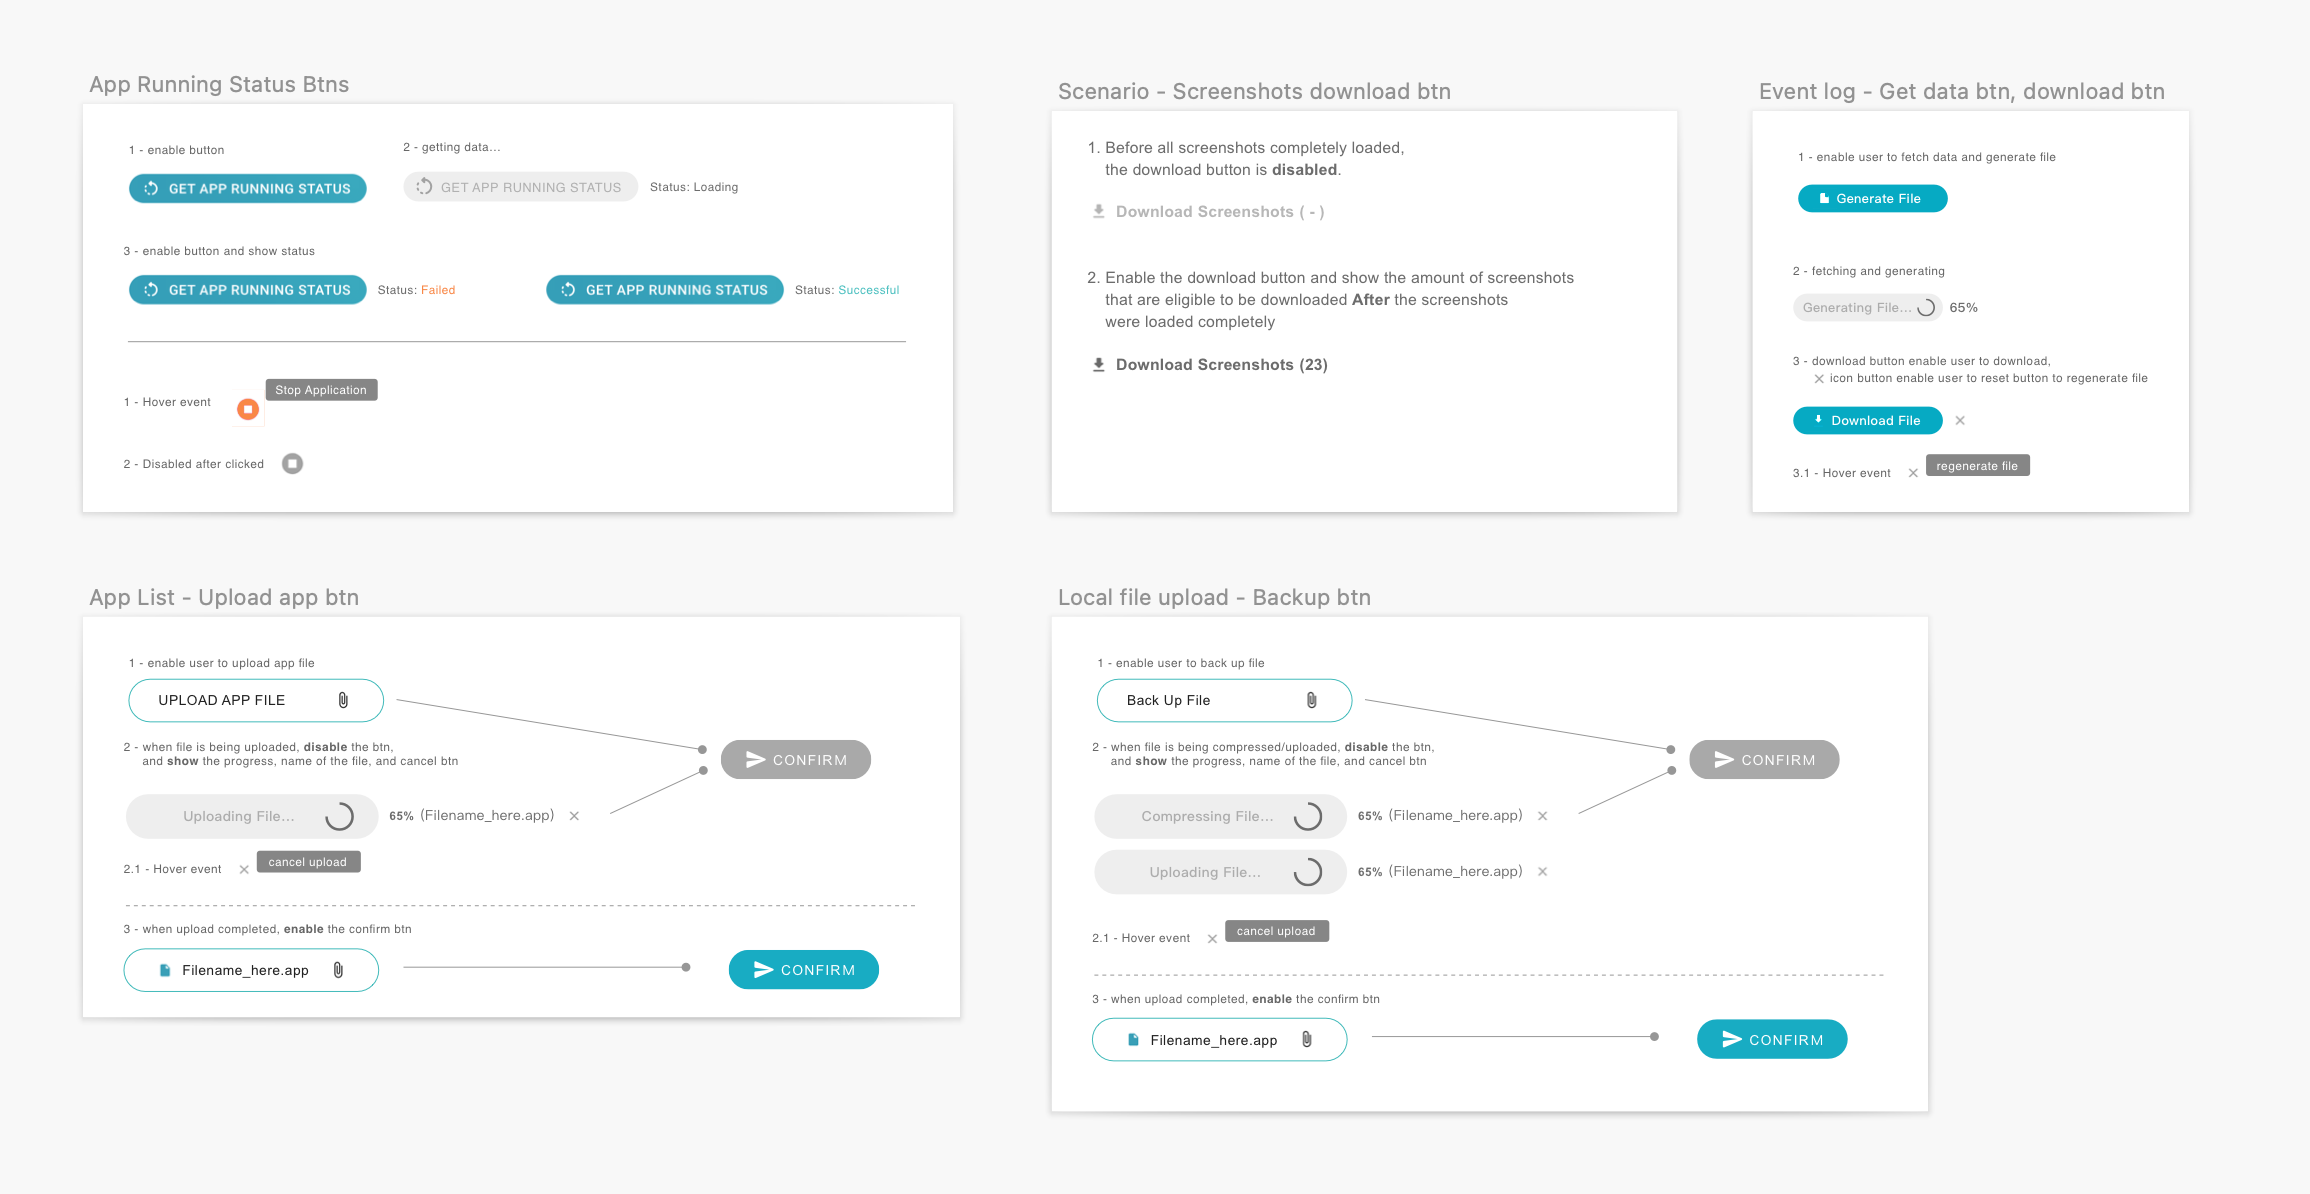 App Running Status Btns
1 - enable button
GET APP RUNNING STATUS
2 - getting data...
GET APP RUNNING STATUS
Status: Loading
3 - enable button and show status
GET APP RUNNING STATUS
Status: Failed
GET APP RUNNING STATUS
Status: Successful
1 - Hover event
Stop Application
2 - Disabled after clicked
Scenario - Screenshots download btn
1. Before all screenshots completely loaded,
the download button is disabled.
Download Screenshots ( - )
2. Enable the download button and show the amount of screenshots
that are eligible to be downloaded After the screenshots
were loaded completely
Download Screenshots (23)
Event log - Get data btn, download btn
1 - enable user to fetch data and generate file
Generate File
2 - fetching and generating
Generating File...
65%
3 - download button enable user to download,
icon button enable user to reset button to regenerate file
Download File
3.1 - Hover event
regenerate file
App List - Upload app btn
1 - enable user to upload app file
UPLOAD APP FILE
2 - when file is being uploaded, disable the btn,
and show the progress, name of the file, and cancel btn
CONFIRM
Uploading File...
65% (Filename_here.app)
2.1 - Hover event
cancel upload
3 - when upload completed, enable the confirm btn
Filename_here.app
CONFIRM
Local file upload - Backup btn
1 - enable user to back up file
Back Up File
2 - when file is being compressed/uploaded, disable the btn,
and show the progress, name of the file, and cancel btn
CONFIRM
Compressing File...
65% (Filename_here.app)
Uploading File...
65% (Filename_here.app)
2.1 - Hover event
cancel upload
3 - when upload completed, enable the confirm btn
Filename_here.app
CONFIRM